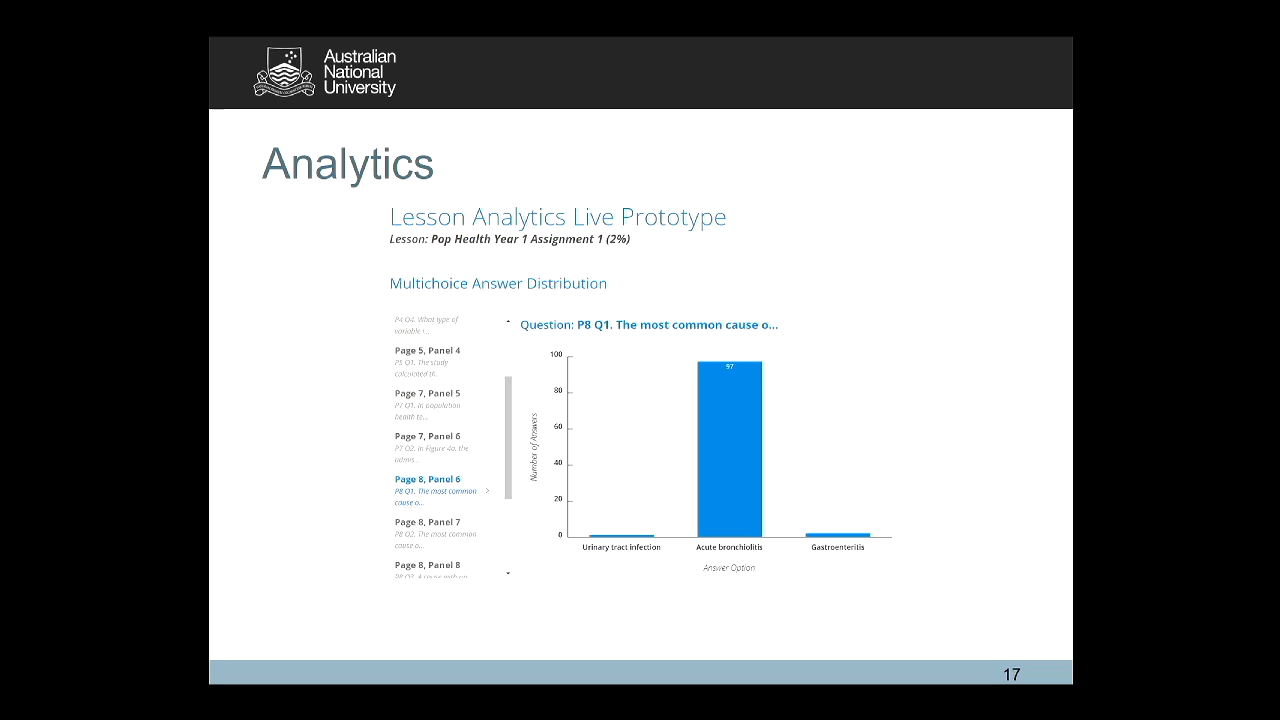 Australian
National
University
Analytics
Lesson Analytics Live Prototype
Lesson: Pop Health Year 1 Assignment 1 (2%)
Multichoice Answer Distribution
P4 Q4. What type of
variable i...
Page 5, Panel 4
P5 Q1. The study
calculated th...
Page 7, Panel 5
P7 Q1. In population
health te...
Page 7, Panel 6
P7 Q2. In Figure 4a, the
admis...
Page 8, Panel 6
P8 Q1. The most common
cause o...
Page 8, Panel 7
P8 Q2. The most common
cause o...
Page 8, Panel 8
Question: P8 Q1. The most common cause o...
100
80
60
40
20
0
Number of Answers
97
Urinary tract infection
Acute bronchiolitis
Gastroenteritis
Answer Option
17